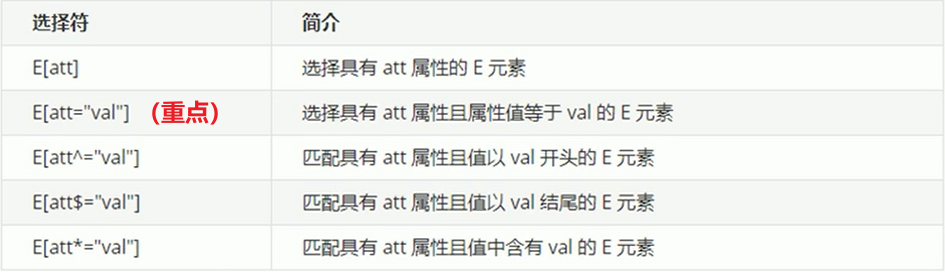 选择符 简介
E[att] 选择具有 att 属性的 E 元素
E[att="val"] (重点) 选择具有 att 属性且属性值等于 val 的 E 元素
E[att^="val"] 匹配具有 att 属性且值以 val 开头的 E 元素
E[att$="val"] 匹配具有 att 属性且值以 val 结尾的 E 元素
E[att*="val"] 匹配具有 att 属性且值中含有 val 的 E 元素